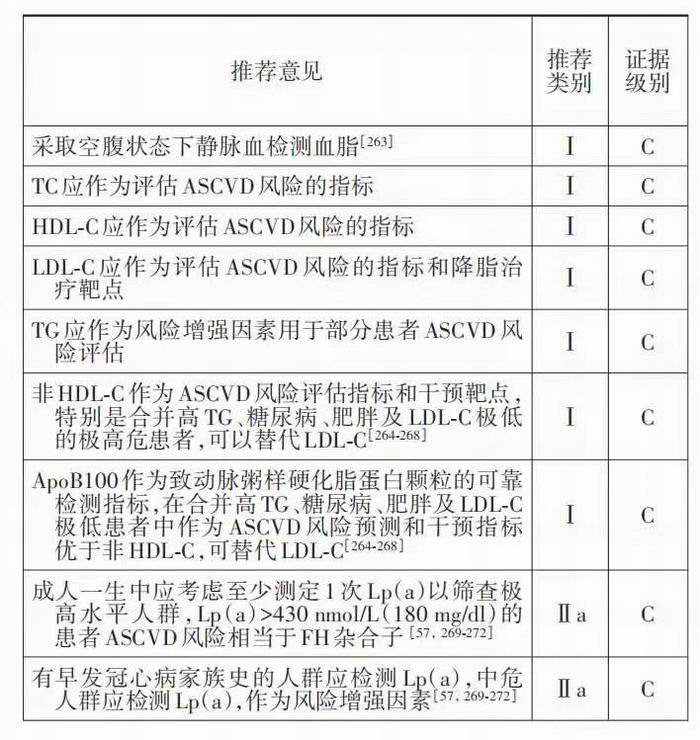 推荐意见
推荐
类别
证据
级别
采取空腹状态下静脉血检测血脂[263]
Ⅰ
C
TC应作为评估ASCVD风险的指标
Ⅰ
C
HDL-C应作为评估ASCVD风险的指标
Ⅰ
C
LDL-C应作为评估ASCVD风险的指标和降脂治
疗靶点
Ⅰ
C
TG应作为风险增强因素用于部分患者ASCVD风
险评估
Ⅰ
C
非HDL-C作为ASCVD风险评估指标和干预靶点,
特别是合并高TG、糖尿病、肥胖及LDL-C极低
的极高危患者,可以替代LDL-C[264-268]
Ⅰ
C
ApoB100作为致动脉粥样硬化脂蛋白颗粒的可靠
检测指标,在合并高TG、糖尿病、肥胖及LDL-C
极低患者中作为ASCVD风险预测和干预指标
优于非HDL-C,可替代LDL-C[264-268]
Ⅰ
C
成人一生中应考虑至少测定1次Lp(a)以筛查极
高水平人群,Lp(a)>430 nmol/L(180 mg/dl)的
患者ASCVD风险相当于FH杂合子[57, 269-272]
Ⅱa
C
有早发冠心病家族史的人群应检测Lp(a),中危
人群应检测Lp(a),作为风险增强因素[57, 269-272]
Ⅱa
C